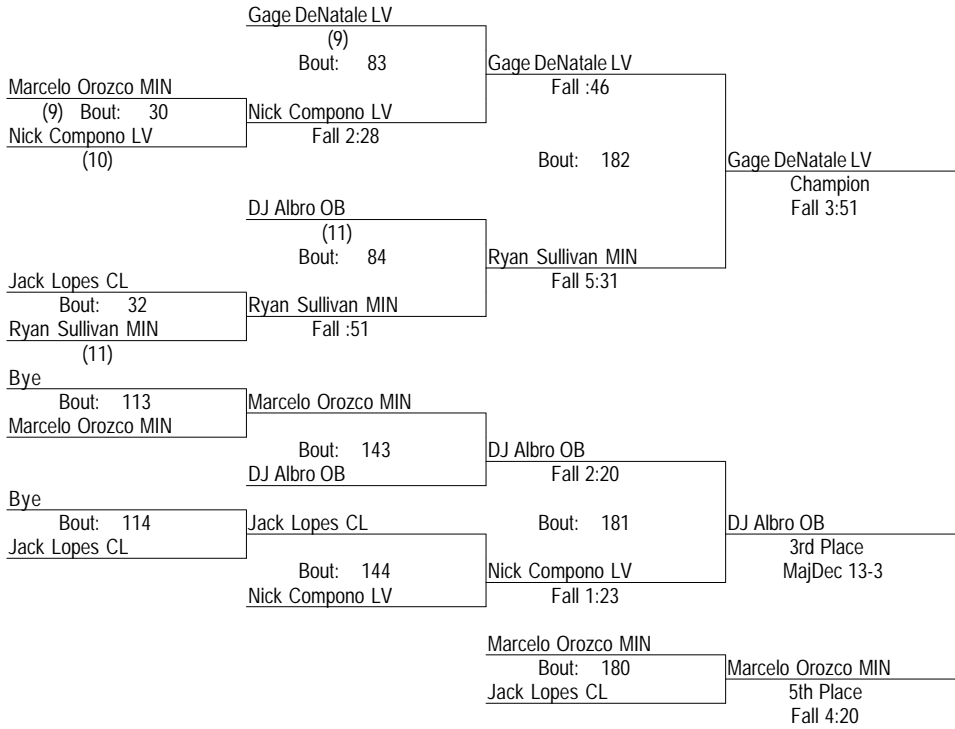 Gage DeNatale LV
(9)
Bout: 83
Gage DeNatale LV
Marcelo Orozco MIN
Fall :46
(9) Bout: 30
Nick Compono LV
Nick Compono LV
Fall 2:28
(10)
Bout: 182
Gage DeNatale LV
Champion
DJ Albro OB
Fall 3:51
(11)
Bout: 84
Ryan Sullivan MIN
Jack Lopes CL
Fall 5:31
Bout: 32
Ryan Sullivan MIN
Ryan Sullivan MIN
Fall :51
(11)
Bye
Bout: 113
Marcelo Orozco MIN
Marcelo Orozco MIN
Bout: 143
DJ Albro OB
DJ Albro OB
Fall 2:20
Bye
Bout: 114
Jack Lopes CL
Bout: 181
DJ Albro OB
Jack Lopes CL
3rd Place
Bout: 144
Nick Compono LV
MajDec 13-3
Nick Compono LV
Fall 1:23
Marcelo Orozco MIN
Bout: 180
Marcelo Orozco MIN
Jack Lopes CL
5th Place
Fall 4:20